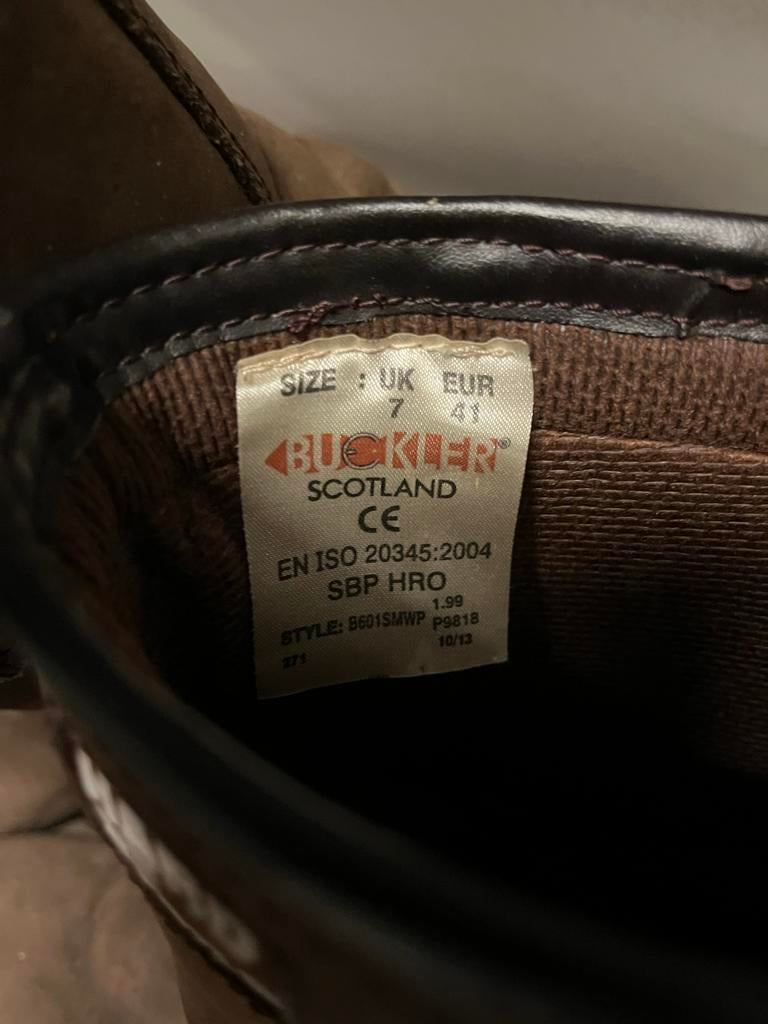 SIZE : UK EUR
7 41
BUCKLER®
SCOTLAND
CE
EN ISO 20345:2004
SBP HRO
1.99
STYLE: B601SMWP P9818
271 10/13